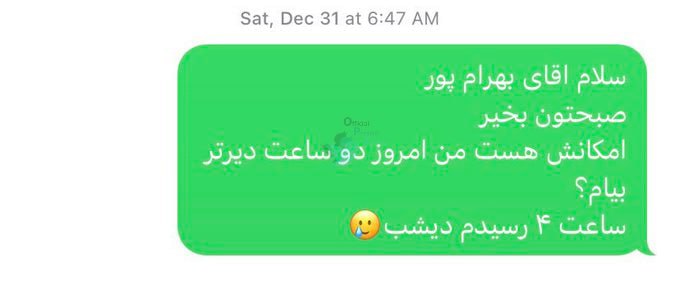 Sat, Dec 31 at 6:47 AM
سلام اقای بهرام پور
صبحتون بخیر
امکانش هست من امروز دو ساعت دیرتر
بیام؟
ساعت ۴ رسیدم دیشب🥲